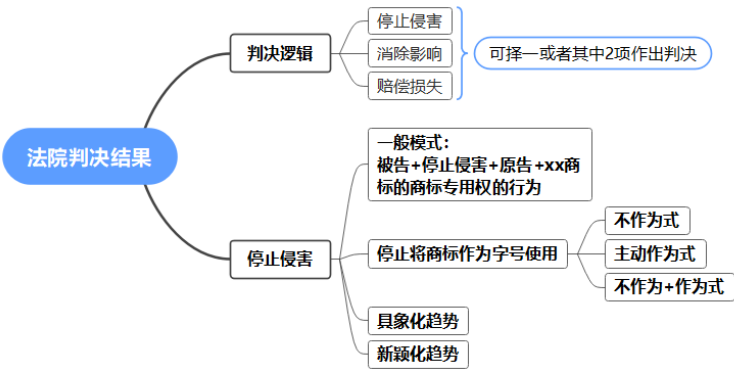 法院判决结果
判决逻辑
停止侵害
消除影响
赔偿损失
可择一或者其中2项作出判决
停止侵害
一般模式：
被告+停止侵害+原告+xx商
标的商标专用权的行为
停止将商标作为字号使用
不作为式
主动作为式
不作为+作为式
具象化趋势
新颖化趋势